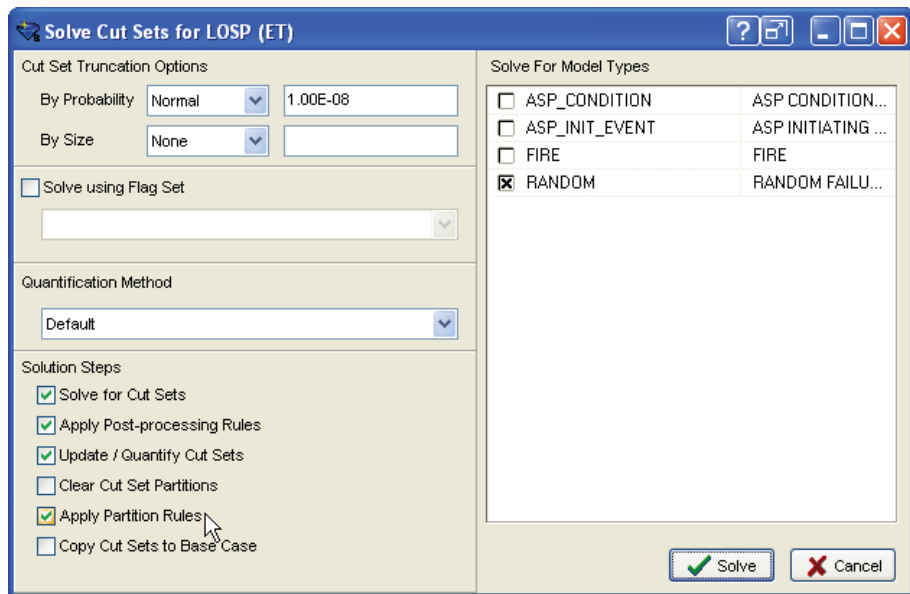 Solve Cut Sets for LOSP (ET)
?
Cut Set Truncation Options
By Probability Normal 1.00E-08
By Size None
Solve using Flag Set
Quantification Method
Default
Solution Steps
Solve for Cut Sets
Apply Post-processing Rules
Update / Quantify Cut Sets
Clear Cut Set Partitions
Apply Partition Rules
Copy Cut Sets to Base Case
Solve For Model Types
ASP_CONDITION ASP CONDITION...
ASP_INIT_EVENT ASP INITIATING ...
FIRE FIRE
RANDOM RANDOM FAILU...
Solve Cancel